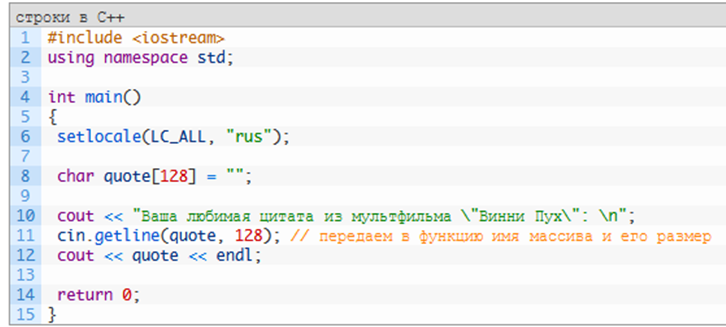 строки в C++
1 #include <iostream>
2 using namespace std;
3
4 int main()
5 {
6 setlocale(LC_ALL, "rus");
7
8 char quote[128] = "";
9
10 cout << "Ваша любимая цитата из мультфильма \"Винни Пух\": \n";
11 cin.getline(quote, 128); // передаем в функцию имя массива и его размер
12 cout << quote << endl;
13
14 return 0;
15 }